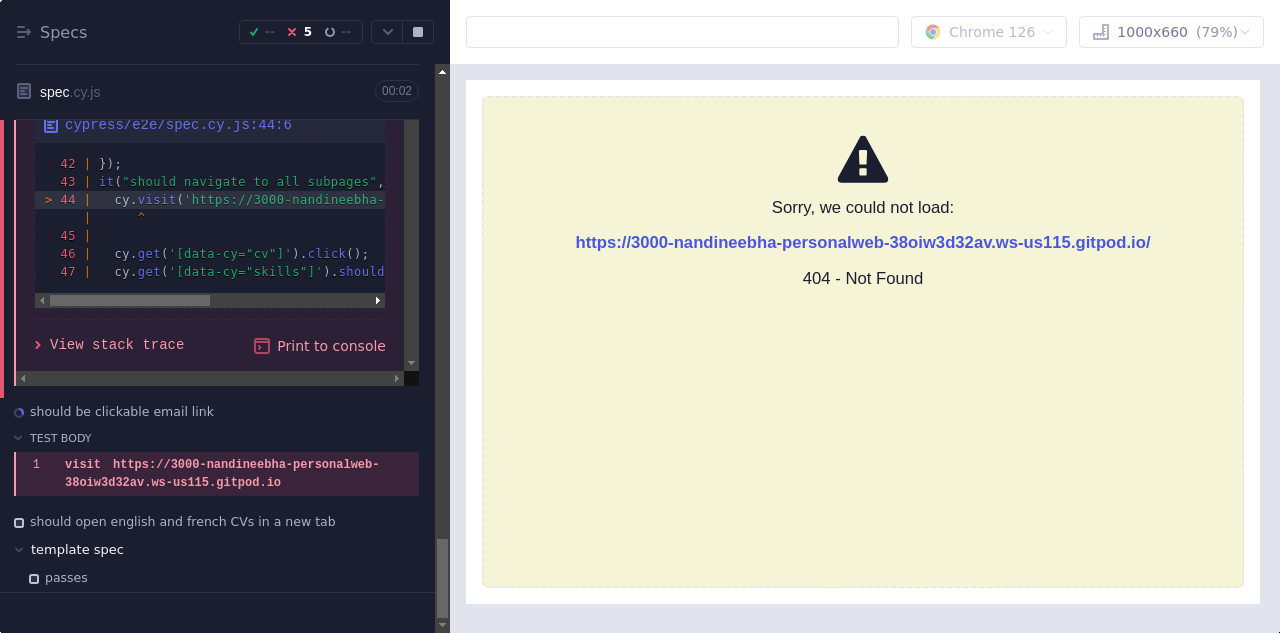 Specs
--
5
--
spec.cy.js
00:02
cypress/e2e/spec.cy.js:44:6
42 | });
43 | it("should navigate to all subpages",
> 44 |   cy.visit('https://3000-nandineebha-
|      ^
45 |
46 |   cy.get('[data-cy="cv"]').click();
47 |   cy.get('[data-cy="skills"]').should
View stack trace
Print to console
should be clickable email link
TEST BODY
1 visit https://3000-nandineebha-personalweb-
38oiw3d32av.ws-us115.gitpod.io
should open english and french CVs in a new tab
template spec
passes
Chrome 126
1000x660 (79%)
Sorry, we could not load:
https://3000-nandineebha-personalweb-38oiw3d32av.ws-us115.gitpod.io/
404 - Not Found